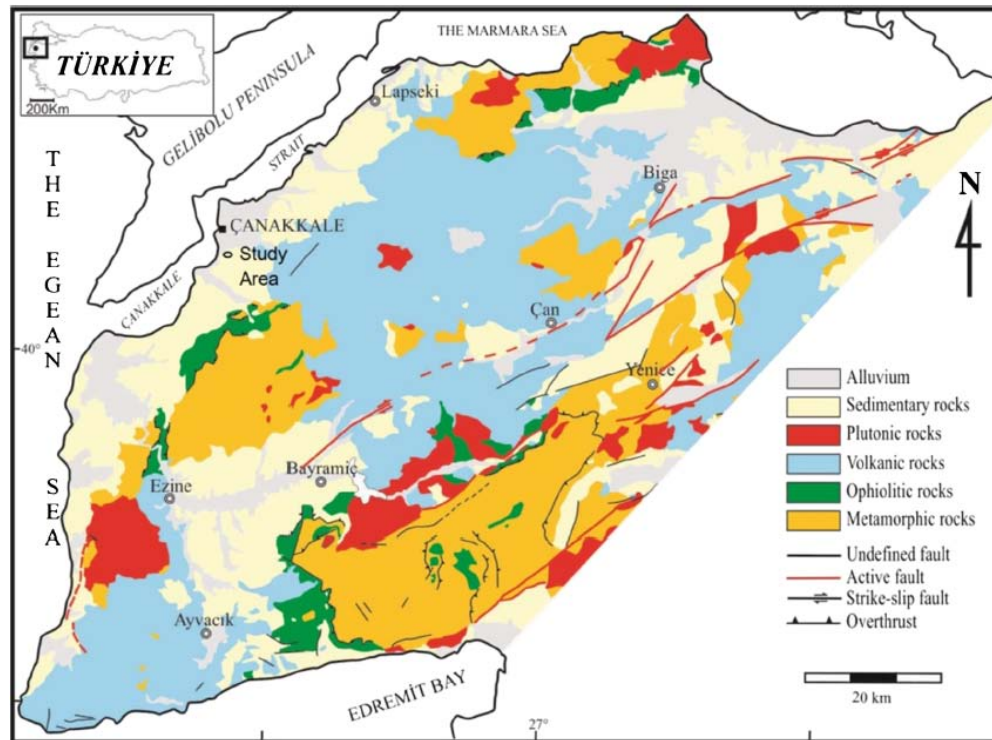 TÜRKİYE
200Km
THE MARMARA SEA
GELİBOLU PENINSULA
STRAIT
Lapseki
THE EGEAN SEA
Biga
N
ÇANAKKALE
Study
Area
ÇANAKKALE
Çan
40°
Yenice
Bayramiç
Ezine
Ayvacık
EDREMİT BAY
27°
Alluvium
Sedimentary rocks
Plutonic rocks
Volkanic rocks
Ophiolitic rocks
Metamorphic rocks
Undefined fault
Active fault
Strike-slip fault
Overthrust
20 km